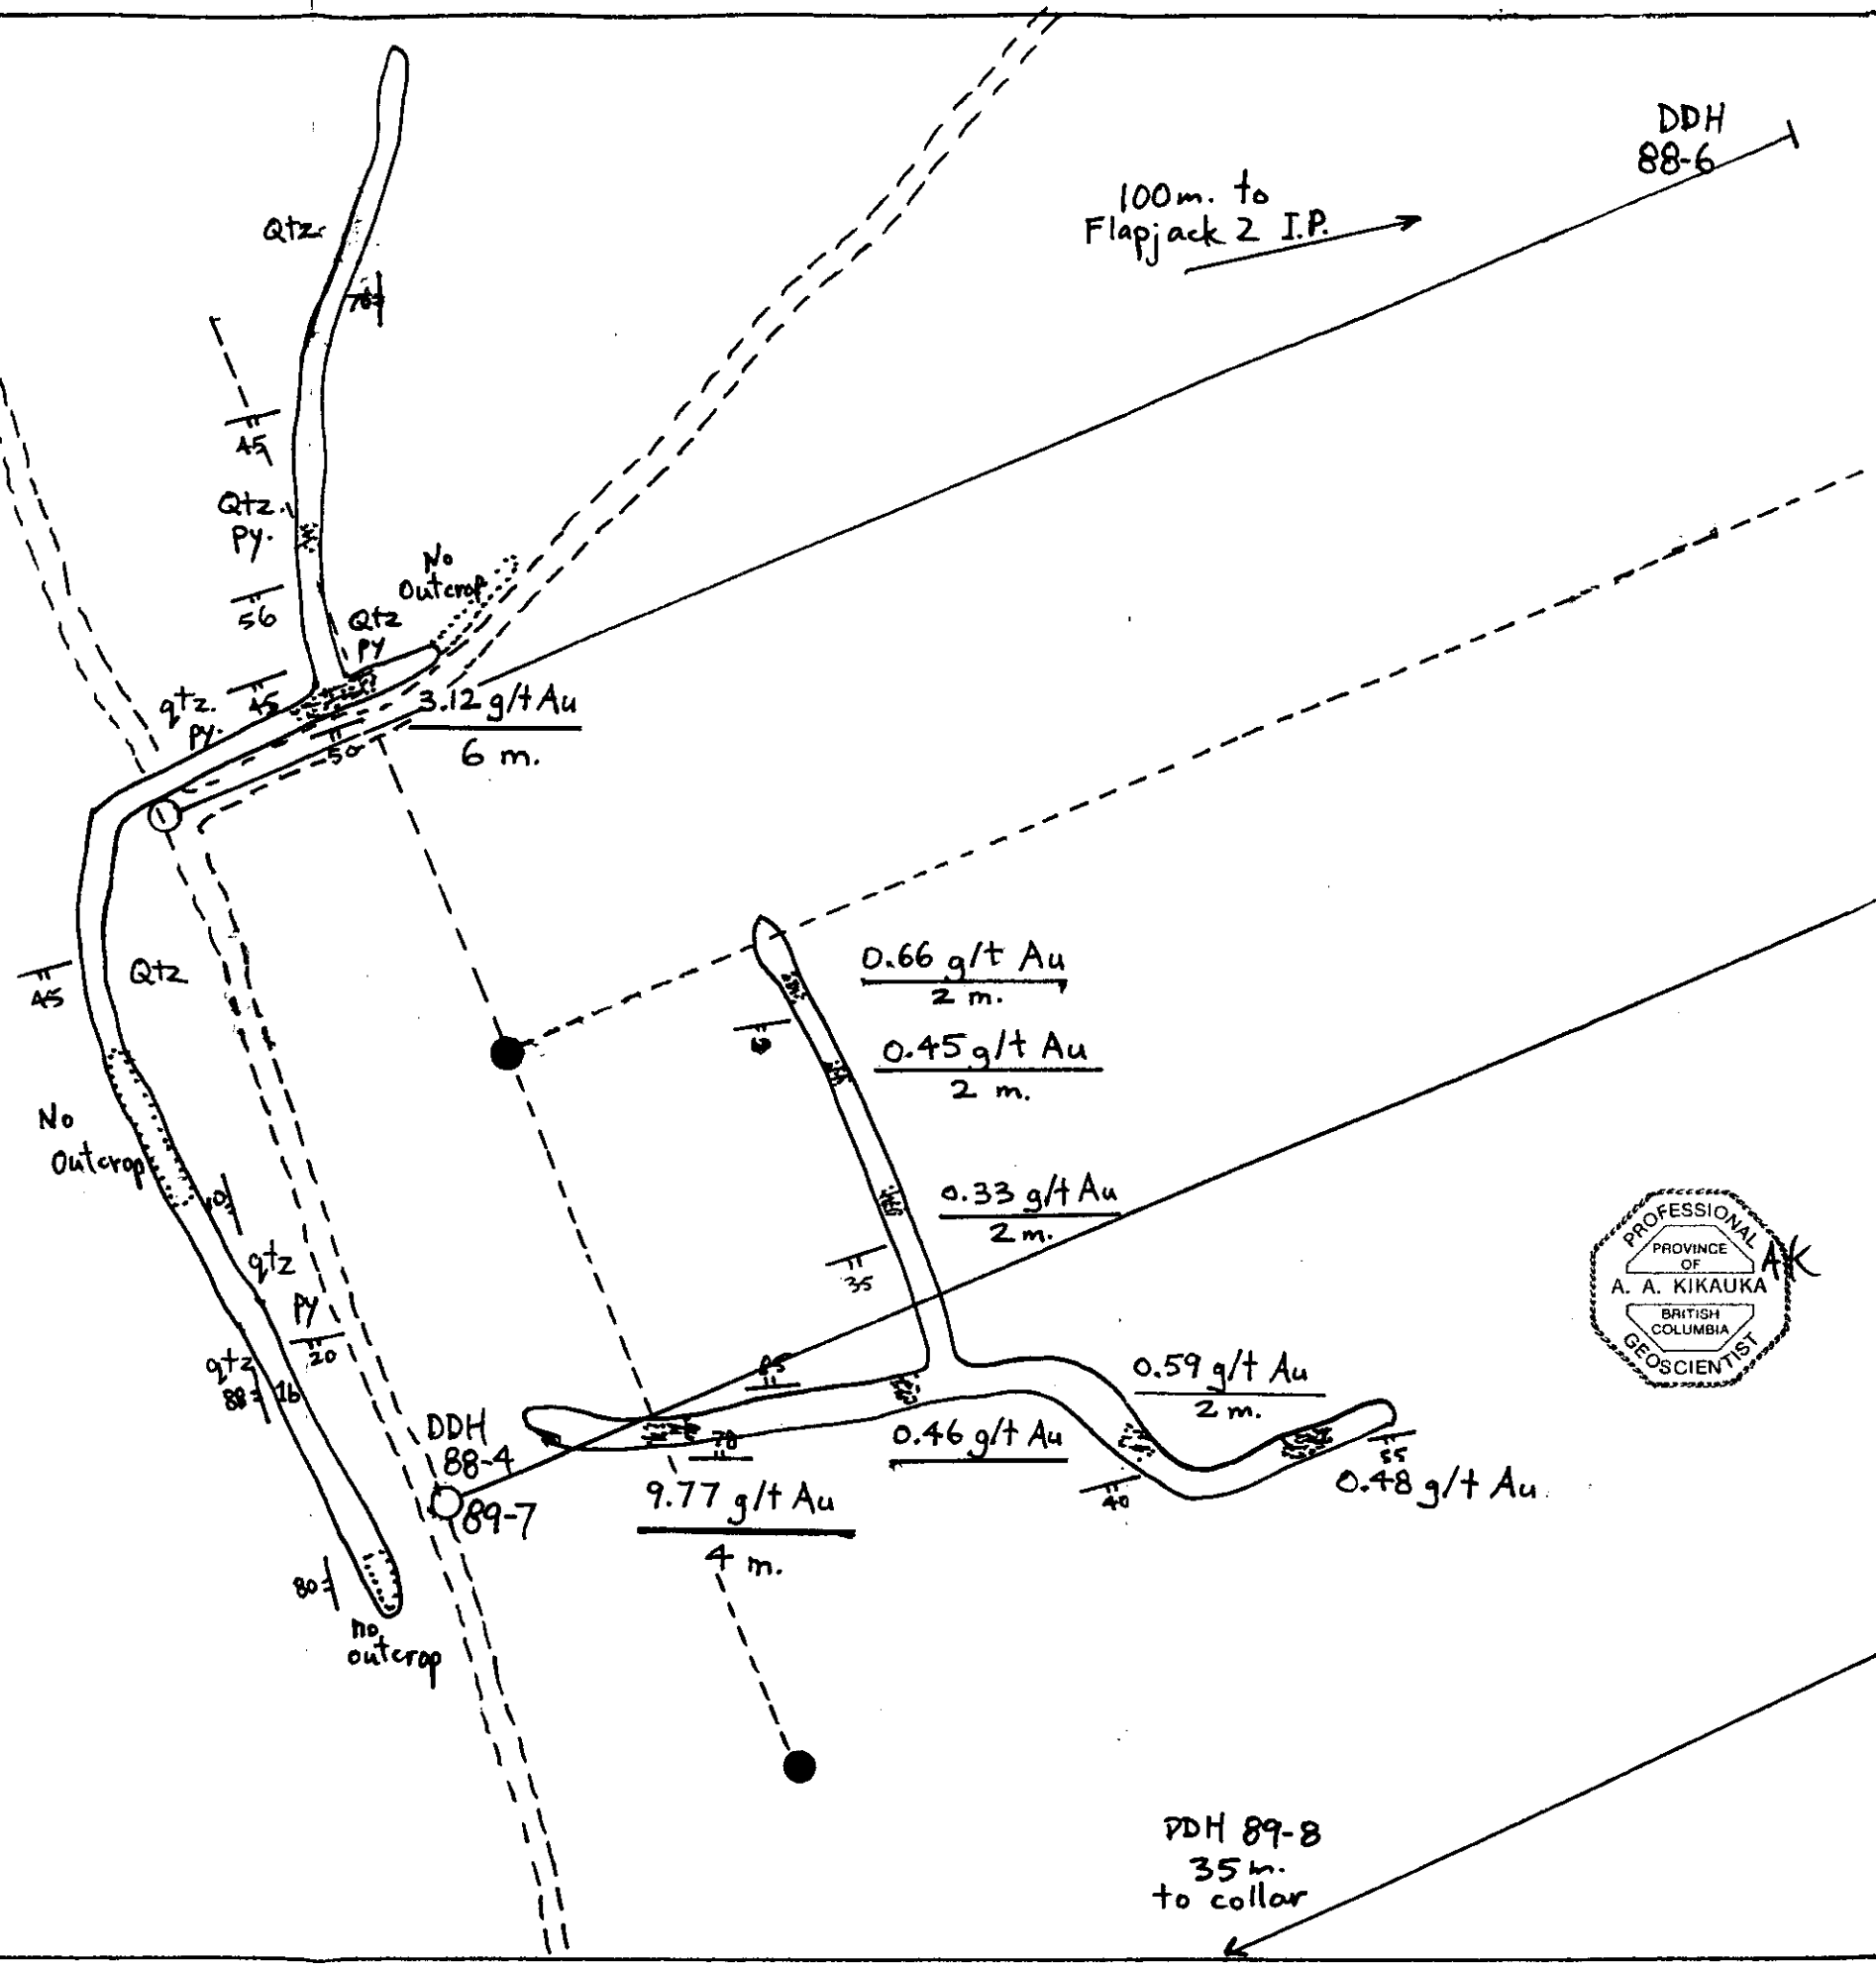 DDH
88-6
100m. to
Flapjack 2 I.P.
Qtz.
76
45
Qtz.
Py.
No
Outcrop
56
Qtz
py
45
qtz.
py.
3.12 g/t Au
6 m.
50
0.66 g/t Au
2 m.
Qtz
45
0.45 g/t Au
2 m.
No
Outcrop
0.33 g/t Au
2 m.
PROFESSIONAL
PROVINCE
OF
A. A. KIKAUKA
BRITISH
COLUMBIA
GEOSCIENTIST
AK
qtz
py
35
20
qtz
88
1b
85
0.59 g/t Au
2 m.
DDH
88-4
89-7
78
0.46 g/t Au
55
0.48 g/t Au
40
9.77 g/t Au
4 m.
80
no
outcrop
DDH 89-8
35 m.
to collar